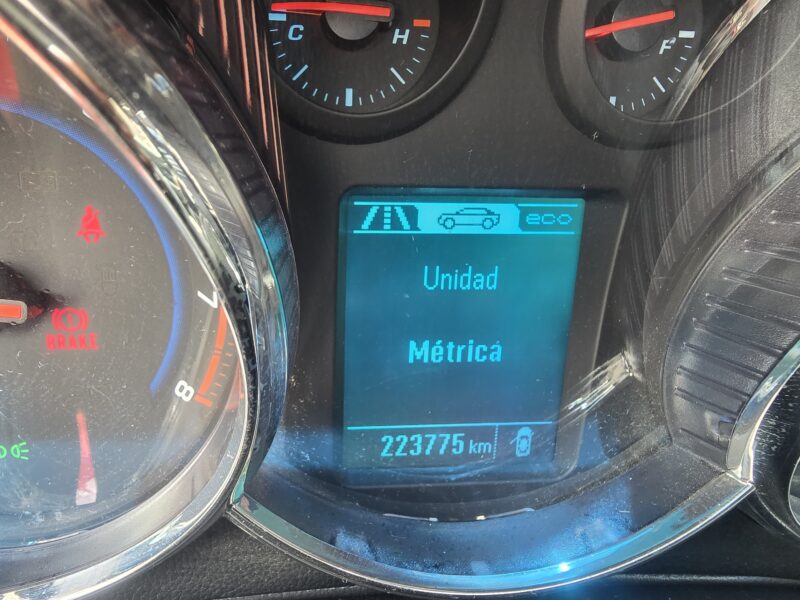 C
H
F
eco
Unidad
Métrica
223775 km
7
8
BRAKE